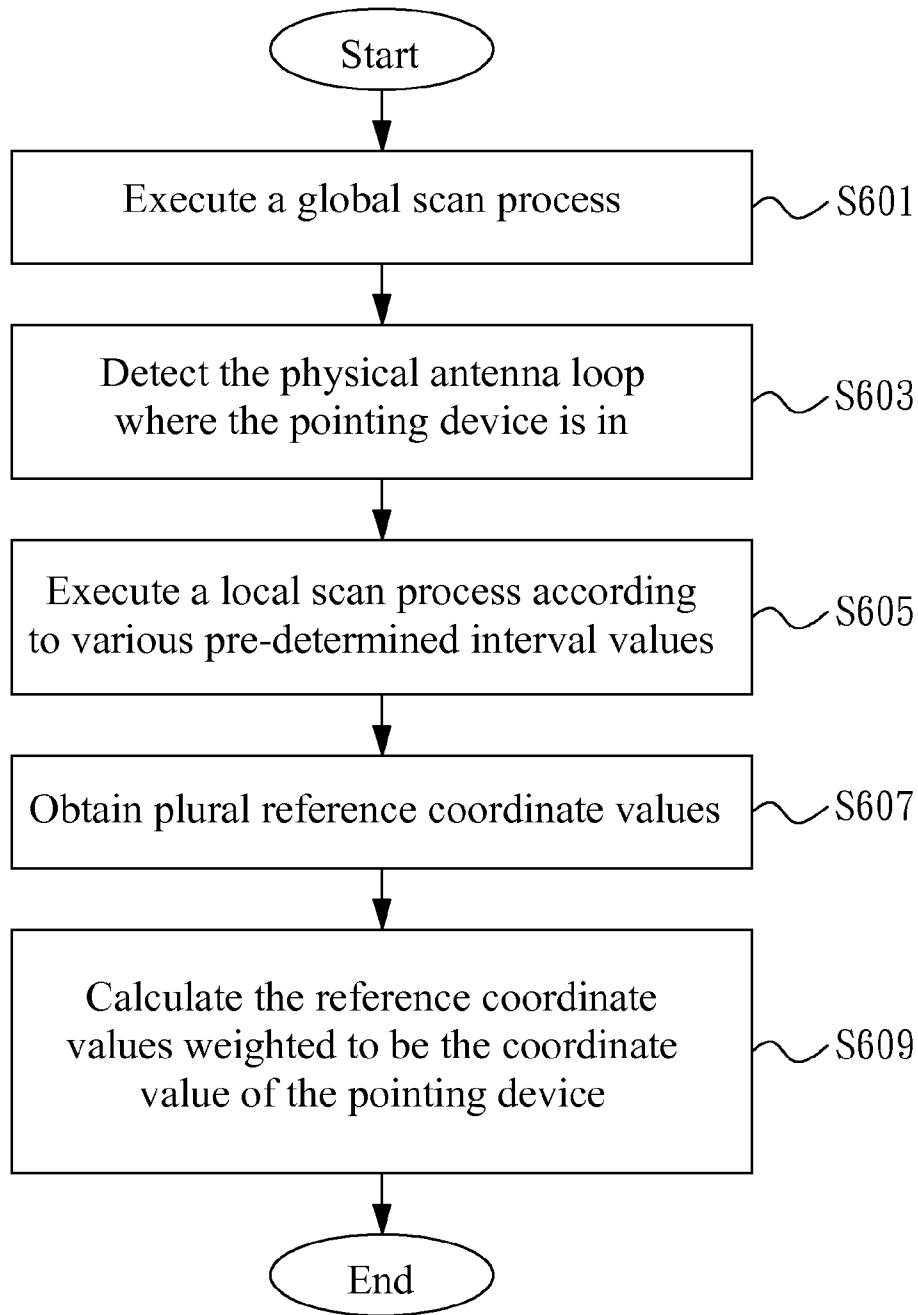 Start
Execute a global scan process
S601
Detect the physical antenna loop
where the pointing device is in
S603
Execute a local scan process according
to various pre-determined interval values
S605
Obtain plural reference coordinate values
S607
Calculate the reference coordinate
values weighted to be the coordinate
value of the pointing device
S609
End